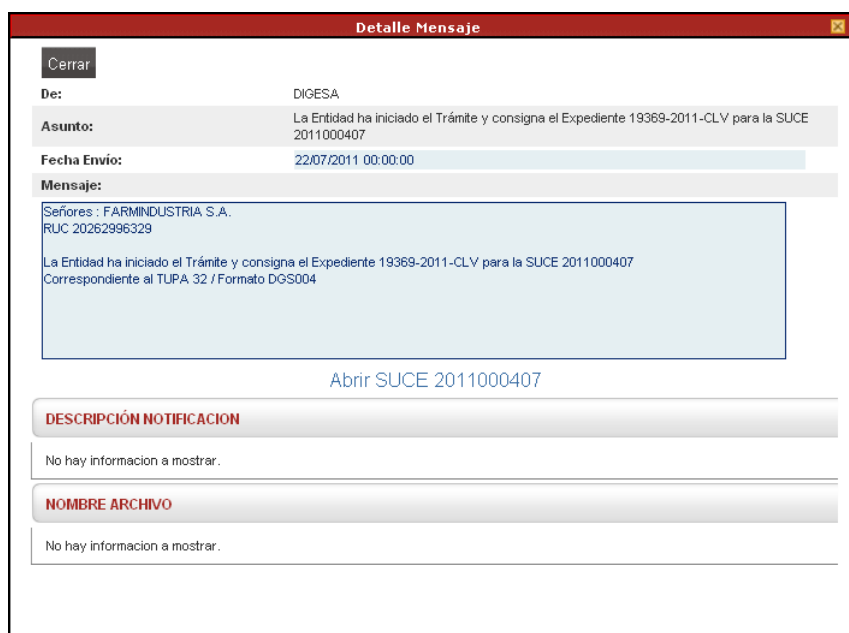 Detalle Mensaje
Cerrar
De: DIGESA
Asunto: La Entidad ha iniciado el Trámite y consigna el Expediente 19369-2011-CLV para la SUCE
2011000407
Fecha Envío: 22/07/2011 00:00:00
Mensaje:
Señores : FARMINDUSTRIA S.A.
RUC 20262996329
La Entidad ha iniciado el Trámite y consigna el Expediente 19369-2011-CLV para la SUCE 2011000407
Correspondiente al TUPA 32 / Formato DGS004
Abrir SUCE 2011000407
DESCRIPCIÓN NOTIFICACION
No hay informacion a mostrar.
NOMBRE ARCHIVO
No hay informacion a mostrar.